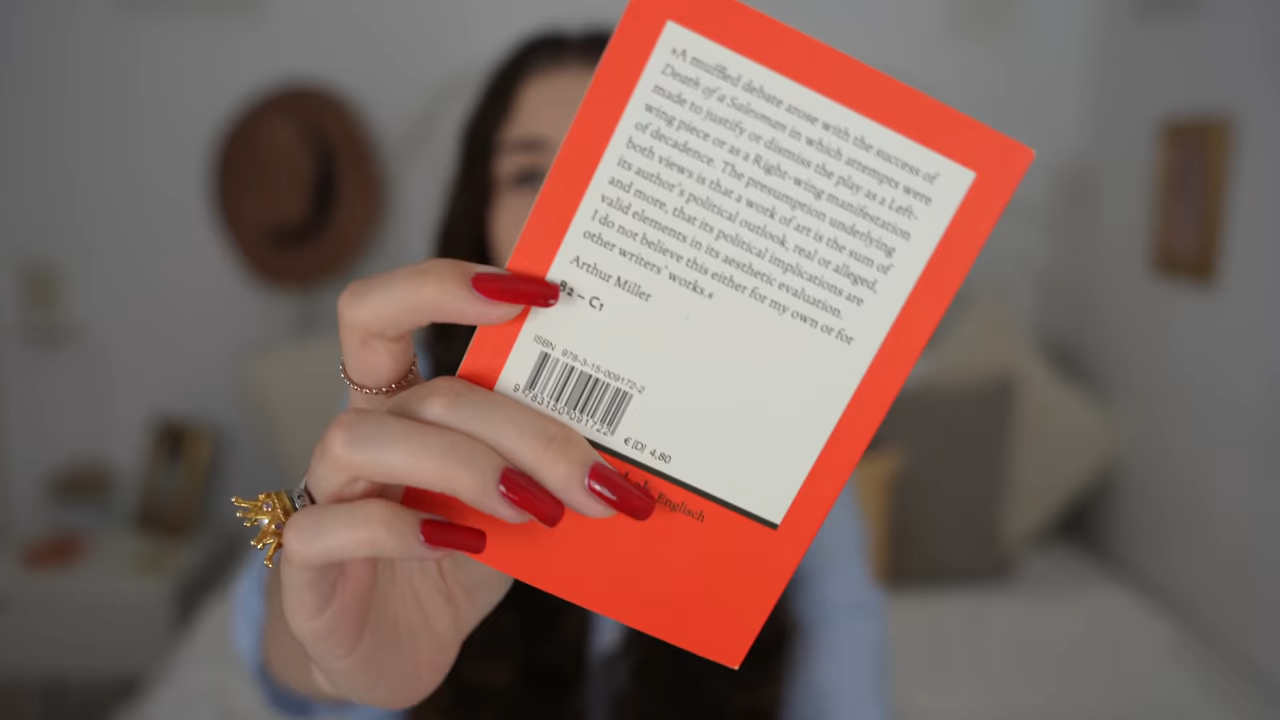 »A muffled debate arose with the success of
Death of a Salesman in which attempts were
made to justify or dismiss the play as a Left-
wing piece or as a Right-wing manifestation
of decadence. The presumption underlying
both views is that a work of art is the sum of
its author's political outlook, real or alleged,
and more, that its political implications are
valid elements in its aesthetic evaluation.
I do not believe this either for my own or for
other writers' works.«
Arthur Miller
B2 – C1
ISBN 978-3-15-009172-2
9 783150 091722
€ [D] 4,80
Englisch